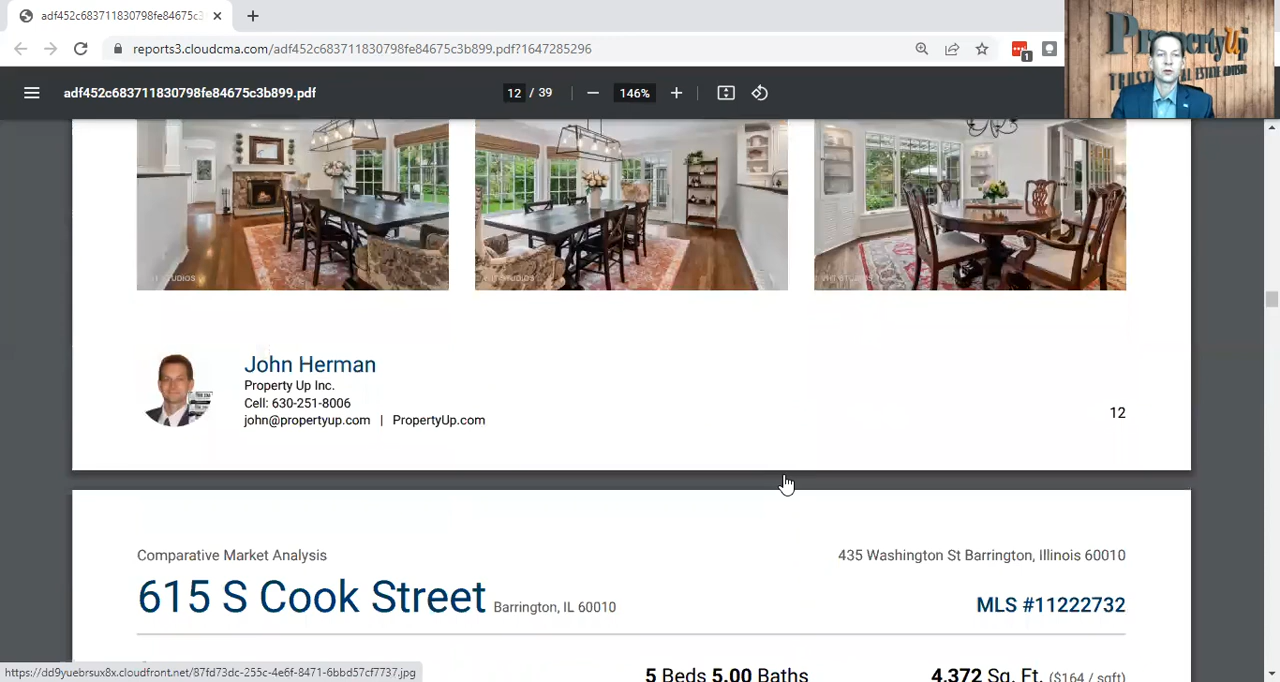 adf452c683711830798fe84675c3
reports3.cloudcma.com/adf452c683711830798fe84675c3b899.pdf?1647285296
1
PropertyUp
adf452c683711830798fe84675c3b899.pdf
12 / 39
146%
John Herman
Property Up Inc.
Cell: 630-251-8006
john@propertyup.com | PropertyUp.com
12
Comparative Market Analysis
435 Washington St Barrington, Illinois 60010
615 S Cook Street Barrington, IL 60010
MLS #11222732
5 Beds 5.00 Baths
4,372 Sq. Ft. ($164 / sqft)
https://dd9yuebrsux8x.cloudfront.net/87fd73dc-255c-4e6f-8471-6bbd57cf7737.jpg